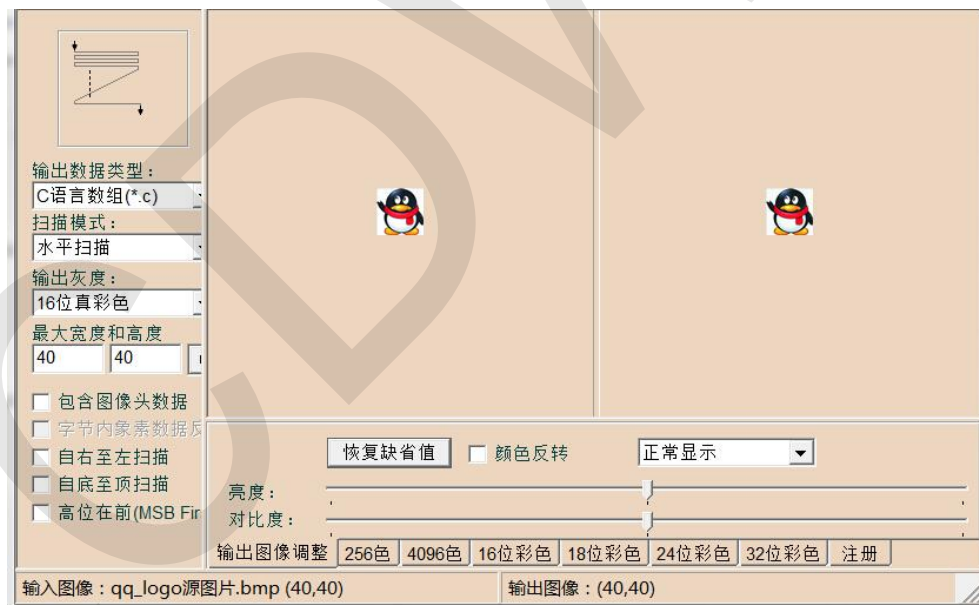 输出数据类型：
C语言数组(*.c)
扫描模式：
水平扫描
输出灰度：
16位真彩色
最大宽度和高度
40 40
包含图像头数据
字节内象素数据反
自右至左扫描
自底至顶扫描
高位在前(MSB Fir
恢复缺省值 颜色反转 正常显示
亮度：
对比度：
输出图像调整 256色 4096色 16位彩色 18位彩色 24位彩色 32位彩色 注册
输入图像：qq_logo源图片.bmp (40,40) 输出图像：(40,40)